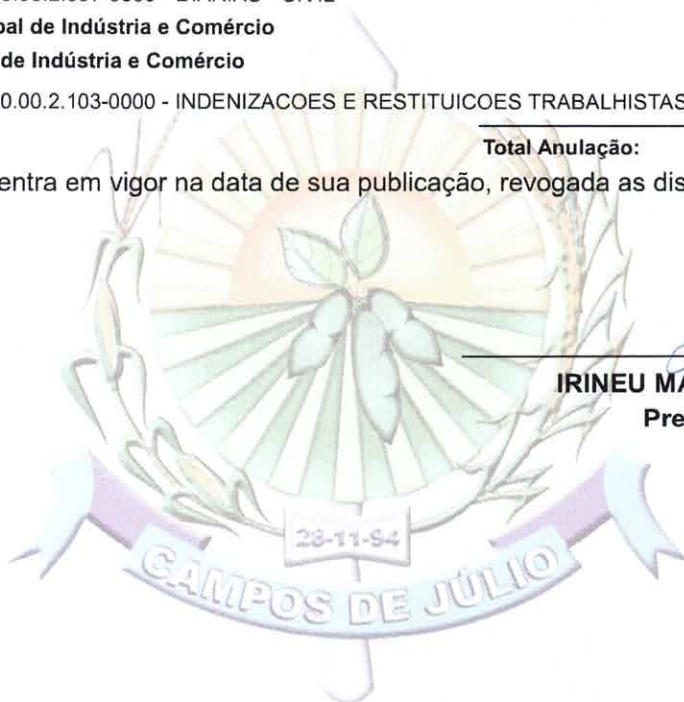 pal de Indústria e Comércio
de Indústria e Comércio
0.00.2.103-0000 - INDENIZACOES E RESTITUICOES TRABALHISTAS
Total Anulação:
entra em vigor na data de sua publicação, revogada as dis
IRINEU MA
Pre
28-11-94
CAMPOS DE JÚLIO